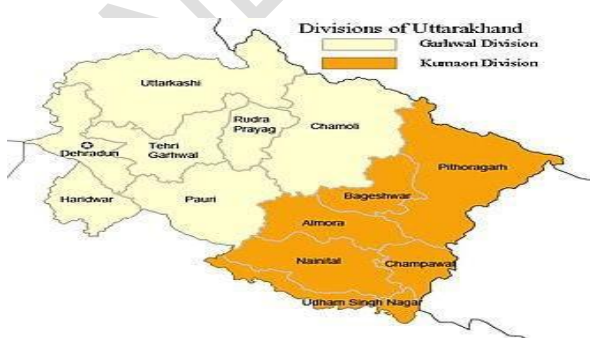 Divisions of Uttarakhand
Garhwal Division
Kumaon Division
Uttarkashi
Rudra
Prayag
Chamoli
Dehradun
Tehri
Garhwal
Pithoragarh
Haridwar
Pauri
Bageshwar
Almora
Nainital
Champawat
Udham Singh Nagar